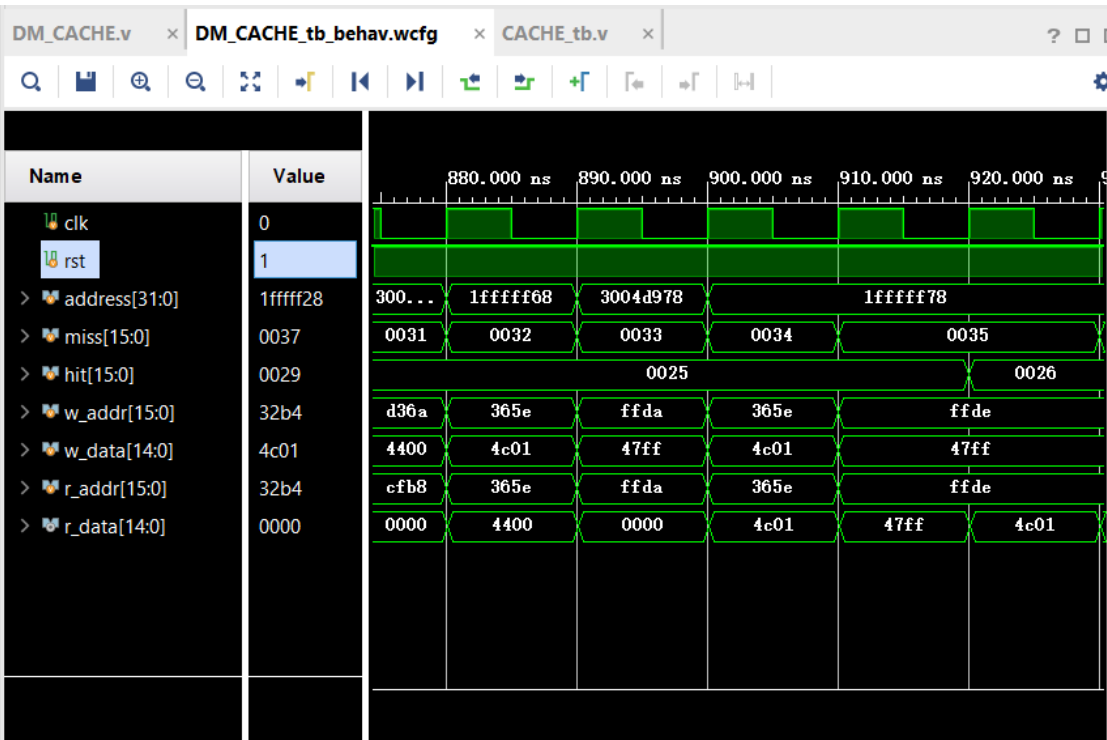 DM_CACHE.v × DM_CACHE_tb_behav.wcfg × CACHE_tb.v × ?
Name Value 880.000 ns 890.000 ns 900.000 ns 910.000 ns 920.000 ns
clk 0
rst 1
address[31:0] 1fffff28 300... 1fffff68 3004d978 1fffff78
miss[15:0] 0037 0031 0032 0033 0034 0035
hit[15:0] 0029 0025 0026
w_addr[15:0] 32b4 d36a 365e ffda 365e ffde
w_data[14:0] 4c01 4400 4c01 47ff 4c01 47ff
r_addr[15:0] 32b4 cfb8 365e ffda 365e ffde
r_data[14:0] 0000 0000 4400 0000 4c01 47ff 4c01